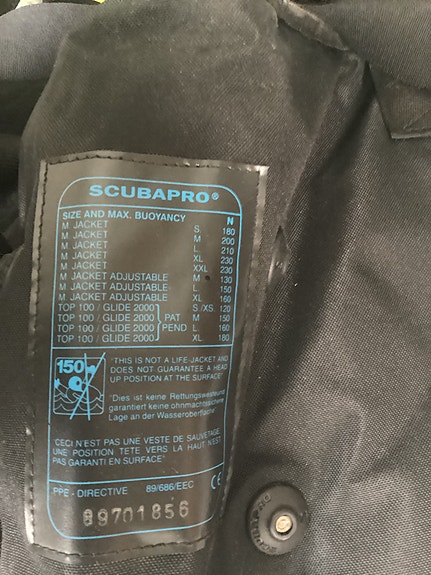 SCUBAPRO®
SIZE AND MAX. BUOYANCY N
M JACKET S 180
M JACKET M 200
M JACKET L 210
M JACKET XL 230
M JACKET XXL 230
M JACKET ADJUSTABLE M 130
M JACKET ADJUSTABLE L 150
M JACKET ADJUSTABLE XL 160
TOP 100 / GLIDE 2000 S/XS 120
TOP 100 / GLIDE 2000 PAT M 150
TOP 100 / GLIDE 2000 PEND L 160
TOP 100 / GLIDE 2000 XL 180
150
"THIS IS NOT A LIFE-JACKET AND
DOES NOT GUARANTEE A HEAD
UP POSITION AT THE SURFACE"
"Dies ist keine
garantiert keine
Lage an der Wasseroberfläche"
CECI N'EST PAS UNE VESTE DE SAUVETAGE,
UNE POSITION TETE VERS LA HAUT N'EST
PAS GARANTI EN SURFACE"
PPE - DIRECTIVE 89/686/EEC CE
89701856